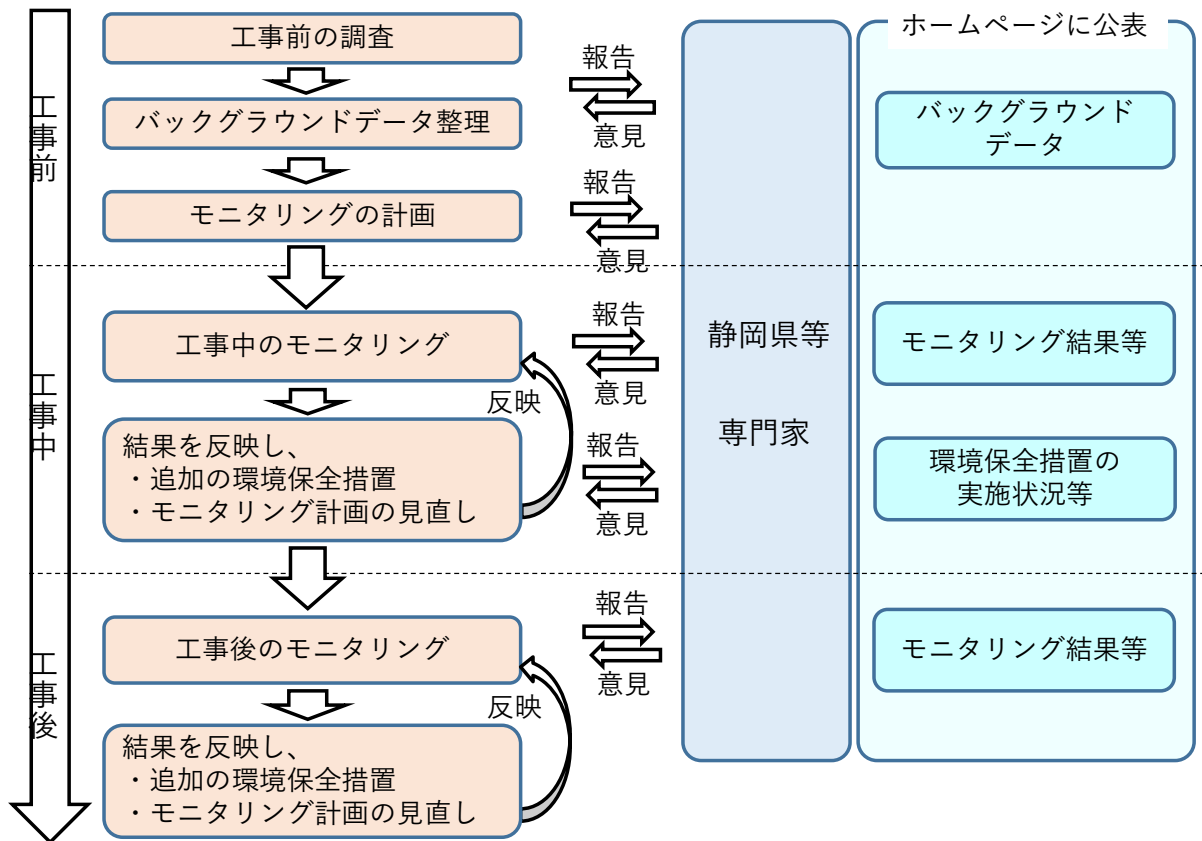 ホームページに公表
工事前
工事前の調査
バックグラウンドデータ整理
モニタリングの計画
報告
意見
報告
意見
バックグラウンド
データ
静岡県等
専門家
工事中
工事中のモニタリング
反映
結果を反映し、
・追加の環境保全措置
・モニタリング計画の見直し
報告
意見
報告
意見
モニタリング結果等
環境保全措置の
実施状況等
工事後
工事後のモニタリング
反映
結果を反映し、
・追加の環境保全措置
・モニタリング計画の見直し
報告
意見
モニタリング結果等